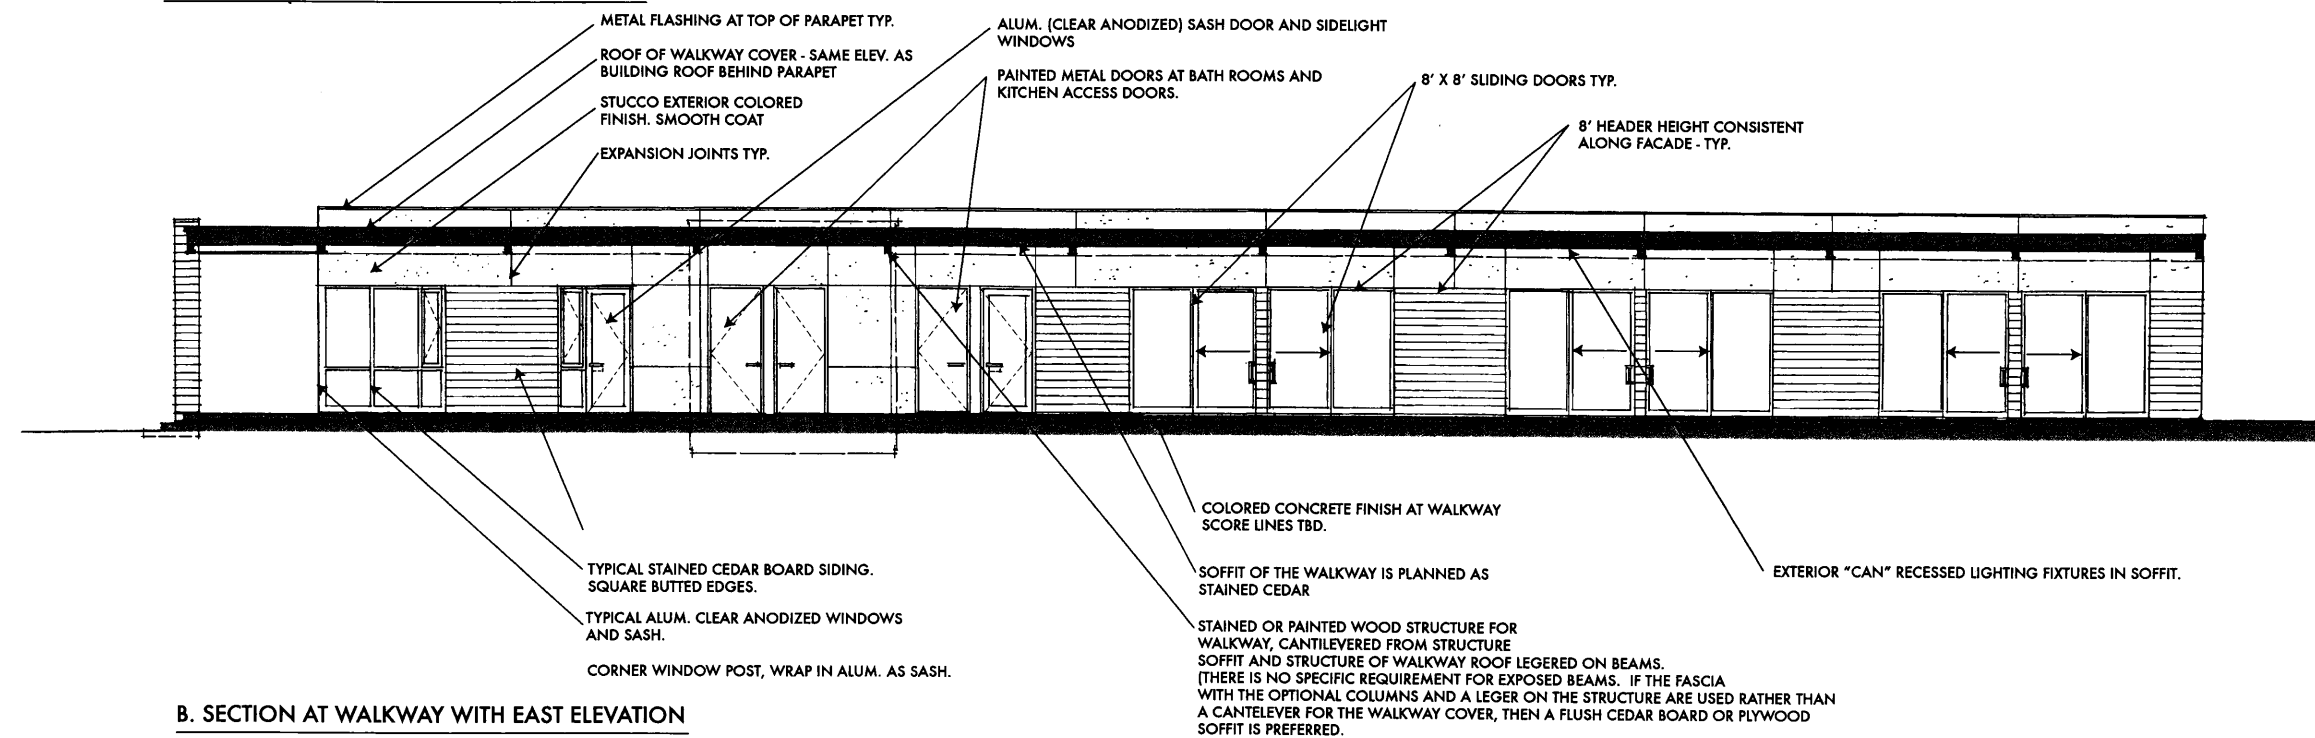 METAL FLASHING AT TOP OF PARAPET TYP.
ROOF OF WALKWAY COVER - SAME ELEV. AS
BUILDING ROOF BEHIND PARAPET
STUCCO EXTERIOR COLORED
FINISH. SMOOTH COAT
EXPANSION JOINTS TYP.
ALUM. (CLEAR ANODIZED) SASH DOOR AND SIDELIGHT
WINDOWS
PAINTED METAL DOORS AT BATH ROOMS AND
KITCHEN ACCESS DOORS.
8' X 8' SLIDING DOORS TYP.
8' HEADER HEIGHT CONSISTENT
ALONG FACADE - TYP.
TYPICAL STAINED CEDAR BOARD SIDING.
SQUARE BUTTED EDGES.
TYPICAL ALUM. CLEAR ANODIZED WINDOWS
AND SASH.
CORNER WINDOW POST, WRAP IN ALUM. AS SASH.
COLORED CONCRETE FINISH AT WALKWAY
SCORE LINES TBD.
SOFFIT OF THE WALKWAY IS PLANNED AS
STAINED CEDAR
STAINED OR PAINTED WOOD STRUCTURE FOR
WALKWAY, CANTILEVERED FROM STRUCTURE
SOFFIT AND STRUCTURE OF WALKWAY ROOF LEGERED ON BEAMS.
(THERE IS NO SPECIFIC REQUIREMENT FOR EXPOSED BEAMS. IF THE FASCIA
WITH THE OPTIONAL COLUMNS AND A LEGER ON THE STRUCTURE ARE USED RATHER THAN
A CANTELEVER FOR THE WALKWAY COVER, THEN A FLUSH CEDAR BOARD OR PLYWOOD
SOFFIT IS PREFERRED.
EXTERIOR "CAN" RECESSED LIGHTING FIXTURES IN SOFFIT.
B. SECTION AT WALKWAY WITH EAST ELEVATION